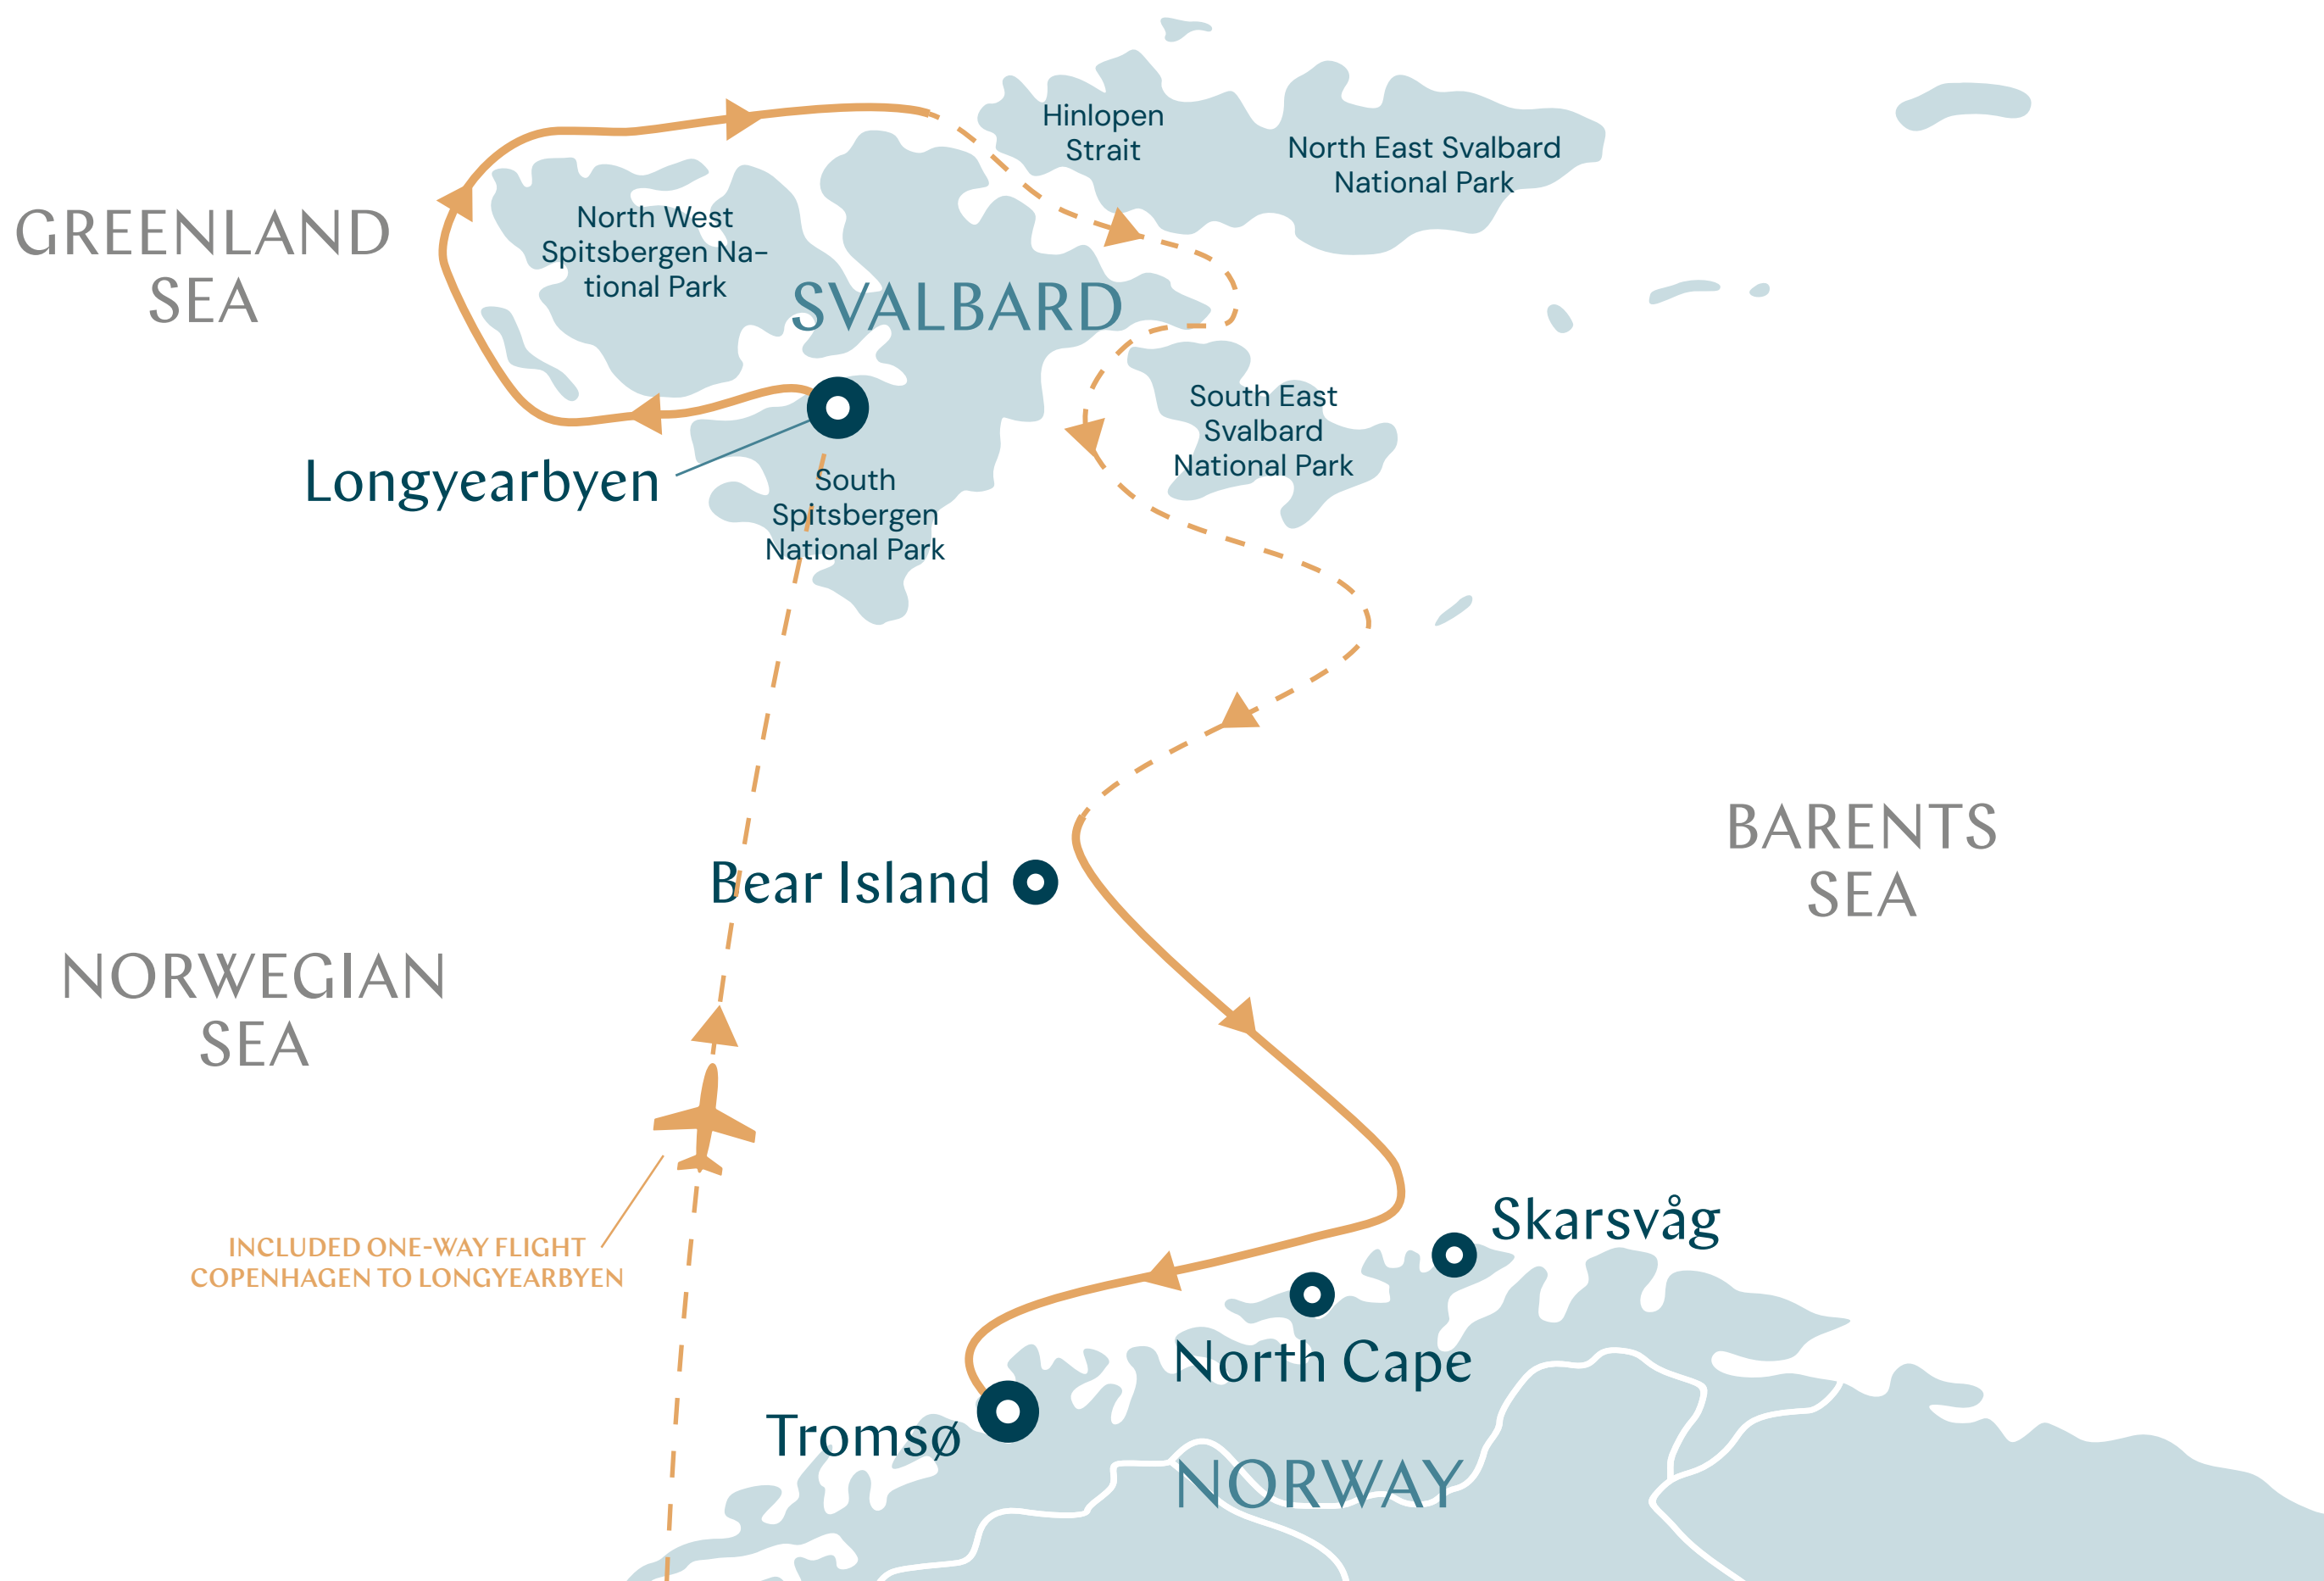 Hinlopen
Strait
North East Svalbard
National Park
GREENLAND
SEA
North West
Spitsbergen Na-
tional Park
SVALBARD
South East
Svalbard
National Park
Longyearbyen
South
Spitsbergen
National Park
BARENTS
SEA
Bear Island
NORWEGIAN
SEA
Skarsvåg
INCLUDED ONE-WAY FLIGHT
COPENHAGEN TO LONGYEARBYEN
North Cape
Tromsø
NORWAY